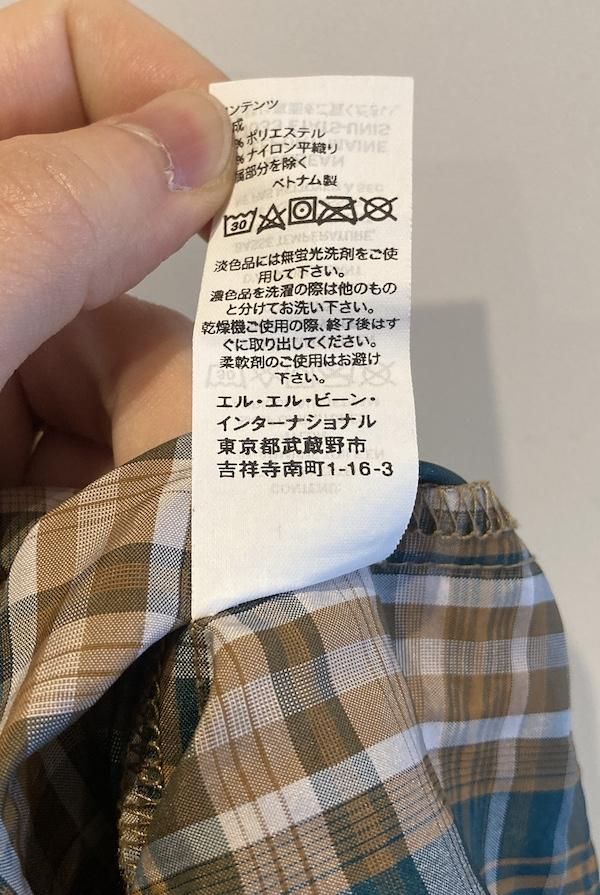 ンテンツ
成
% ポリエステル
% ナイロン平織り
属部分を除く
ベトナム製
30
淡色品には無蛍光洗剤をご使
用して下さい。
濃色品を洗濯の際は他のもの
と分けてお洗い下さい。
乾燥機ご使用の際、終了後はす
ぐに取り出してください。
柔軟剤のご使用はお避け
下さい。
エル・エル・ビーン・
インターナショナル
東京都武蔵野市
吉祥寺南町1-16-3